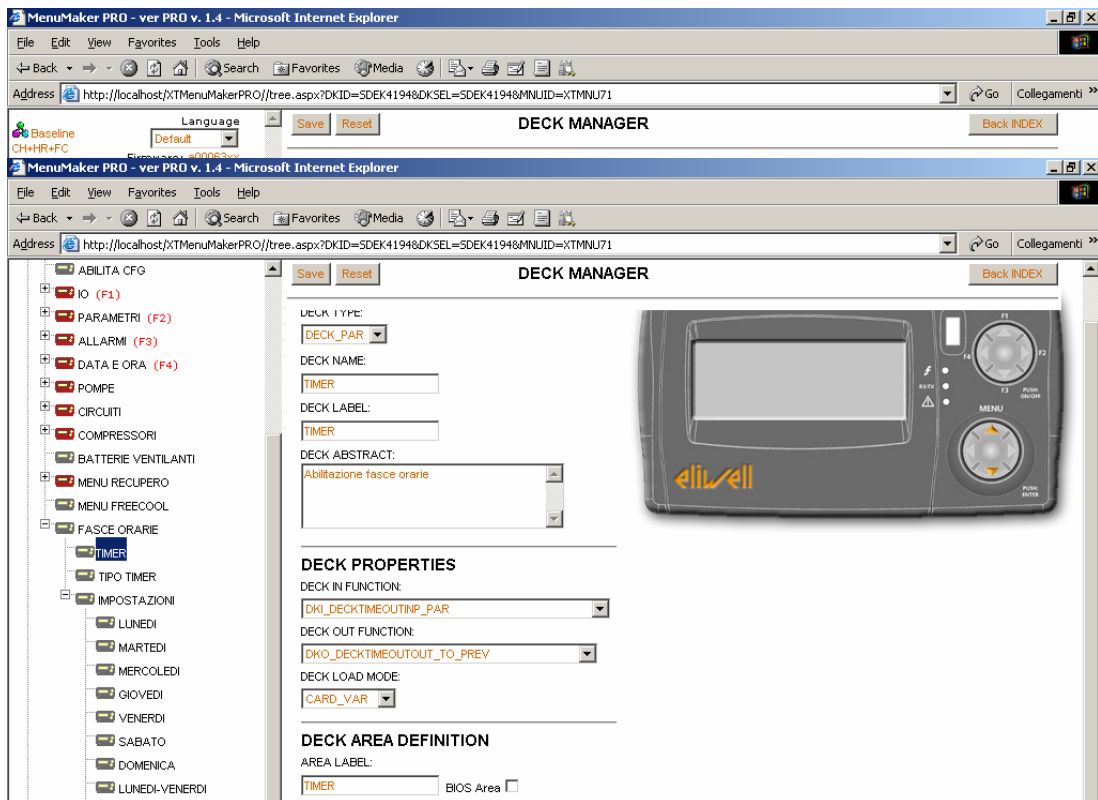 MenuMaker PRO - ver PRO v. 1.4 - Microsoft Internet Explorer
File Edit View Favorites Tools Help
Back Search Favorites Media
Address http://localhost/XTMenuMakerPRO//tree.aspx?DKID=SDEK4194&DKSEL=SDEK4194&MNUID=XTMNU71 Go Collegamenti »
Baseline
CH+HR+FC
Language
Default
Save Reset DECK MANAGER Back INDEX
MenuMaker PRO - ver PRO v. 1.4 - Microsoft Internet Explorer
File Edit View Favorites Tools Help
Back Search Favorites Media
Address http://localhost/XTMenuMakerPRO//tree.aspx?DKID=SDEK4194&DKSEL=SDEK4194&MNUID=XTMNU71 Go Collegamenti »
ABILITA CFG
IO (F1)
PARAMETRI (F2)
ALLARMI (F3)
DATA E ORA (F4)
POMPE
CIRCUITI
COMPRESSORI
BATTERIE VENTILANTI
MENU RECUPERO
MENU FREECOOL
FASCE ORARIE
TIMER
TIPO TIMER
IMPOSTAZIONI
LUNEDI
MARTEDI
MERCOLEDI
GIOVEDI
VENERDI
SABATO
DOMENICA
LUNEDI-VENERDI
Save Reset DECK MANAGER Back INDEX
DECK TYPE:
DECK_PAR
DECK NAME:
TIMER
DECK LABEL:
TIMER
DECK ABSTRACT:
Abilitazione fasce orarie
DECK PROPERTIES
DECK IN FUNCTION:
DKI_DECKTIMEOUTINP_PAR
DECK OUT FUNCTION:
DKO_DECKTIMEOUTOUT_TO_PREV
DECK LOAD MODE:
CARD_VAR
DECK AREA DEFINITION
AREA LABEL:
TIMER BIOS Area
F1
F4 F2
F3
RX-TX
PUSH:
ON/OFF
MENU
PUSH:
ENTER
eliwell